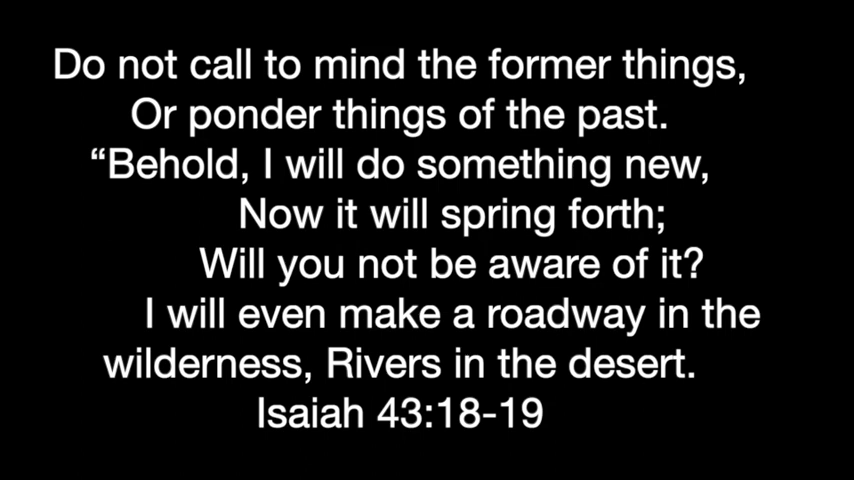 Do not call to mind the former things,
Or ponder things of the past.
“Behold, I will do something new,
Now it will spring forth;
Will you not be aware of it?
I will even make a roadway in the
wilderness, Rivers in the desert.
Isaiah 43:18-19